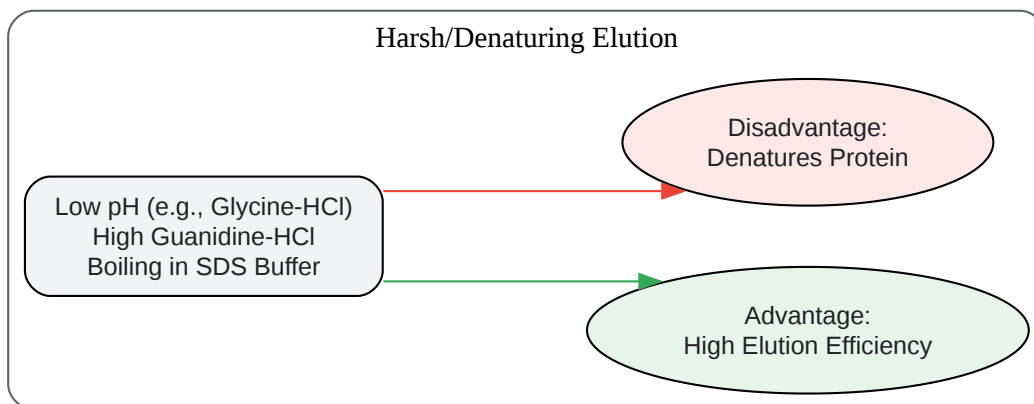 Harsh/Denaturing Elution
Low pH (e.g., Glycine-HCl)
High Guanidine-HCl
Boiling in SDS Buffer
Disadvantage:
Denatures Protein
Advantage:
High Elution Efficiency